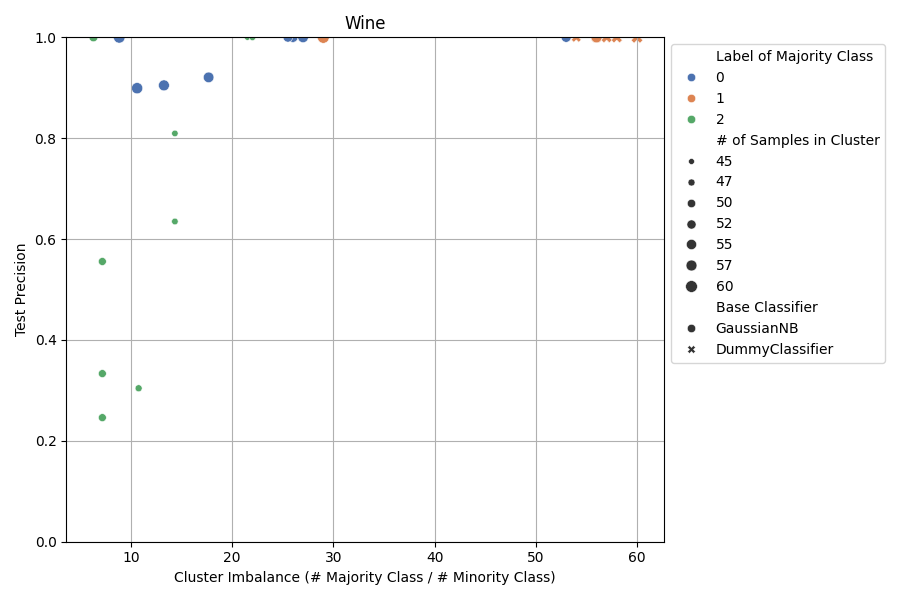 Wine
1.0
0.8
0.6
0.4
0.2
0.0
Test Precision
10 20 30 40 50 60
Cluster Imbalance (# Majority Class / # Minority Class)
Label of Majority Class
0
1
2
# of Samples in Cluster
45
47
50
52
55
57
60
Base Classifier
GaussianNB
DummyClassifier